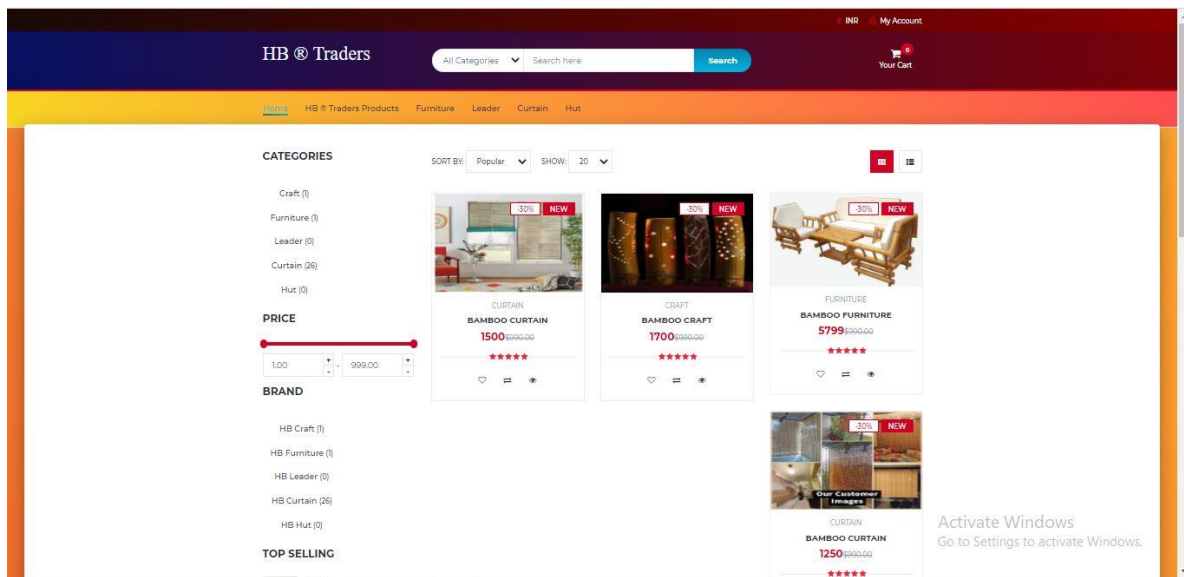 INR My Account
HB ® Traders
All Categories Search here Search
0
Your Cart
Home HB ® Traders Products Furniture Leader Curtain Hut
CATEGORIES
Craft (1)
Furniture (1)
Leader (0)
Curtain (26)
Hut (0)
PRICE
1.00 + - - 999.00 + -
BRAND
HB Craft (1)
HB Furniture (1)
HB Leader (0)
HB Curtain (26)
HB Hut (0)
TOP SELLING
SORT BY: Popular SHOW: 20
-30% NEW
CURTAIN
BAMBOO CURTAIN
1500 $990.00
-30% NEW
CRAFT
BAMBOO CRAFT
1700 $990.00
-30% NEW
FURNITURE
BAMBOO FURNITURE
5799 $990.00
-30% NEW
Our Customer
Images
CURTAIN
BAMBOO CURTAIN
1250 $990.00
Activate Windows
Go to Settings to activate Windows.